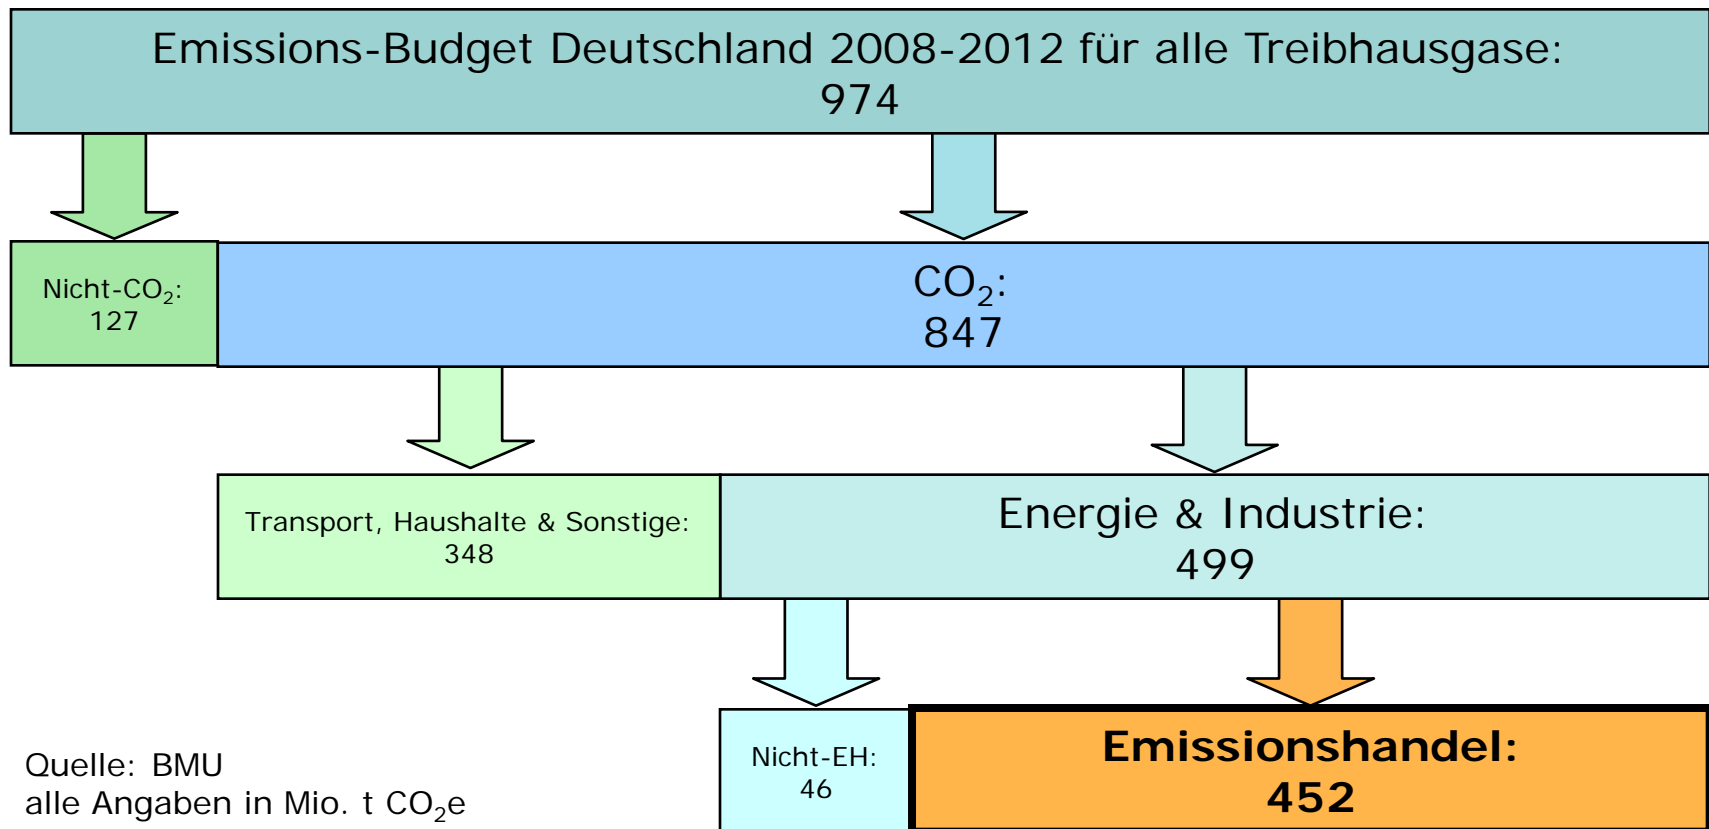 Emissions-Budget Deutschland 2008-2012 für alle Treibhausgase:
974
Nicht-CO₂:
127
CO₂:
847
Transport, Haushalte & Sonstige:
348
Energie & Industrie:
499
Nicht-EH:
46
Emissionshandel:
452
Quelle: BMU
alle Angaben in Mio. t CO₂e